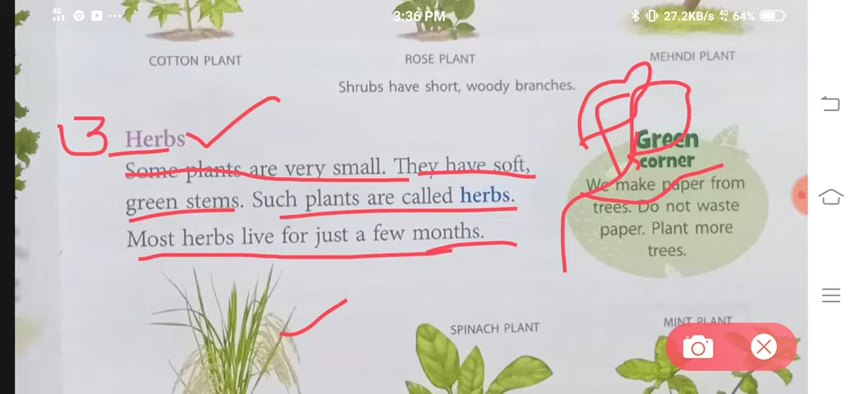 4G
3:36 PM
27.2KB/s 4G 64%
COTTON PLANT
ROSE PLANT
MEHNDI PLANT
Shrubs have short, woody branches.
3
Herbs
Some plants are very small. They have soft,
green stems. Such plants are called herbs.
Most herbs live for just a few months.
Green
corner
We make paper from
trees. Do not waste
paper. Plant more
trees.
SPINACH PLANT
MINT PLANT